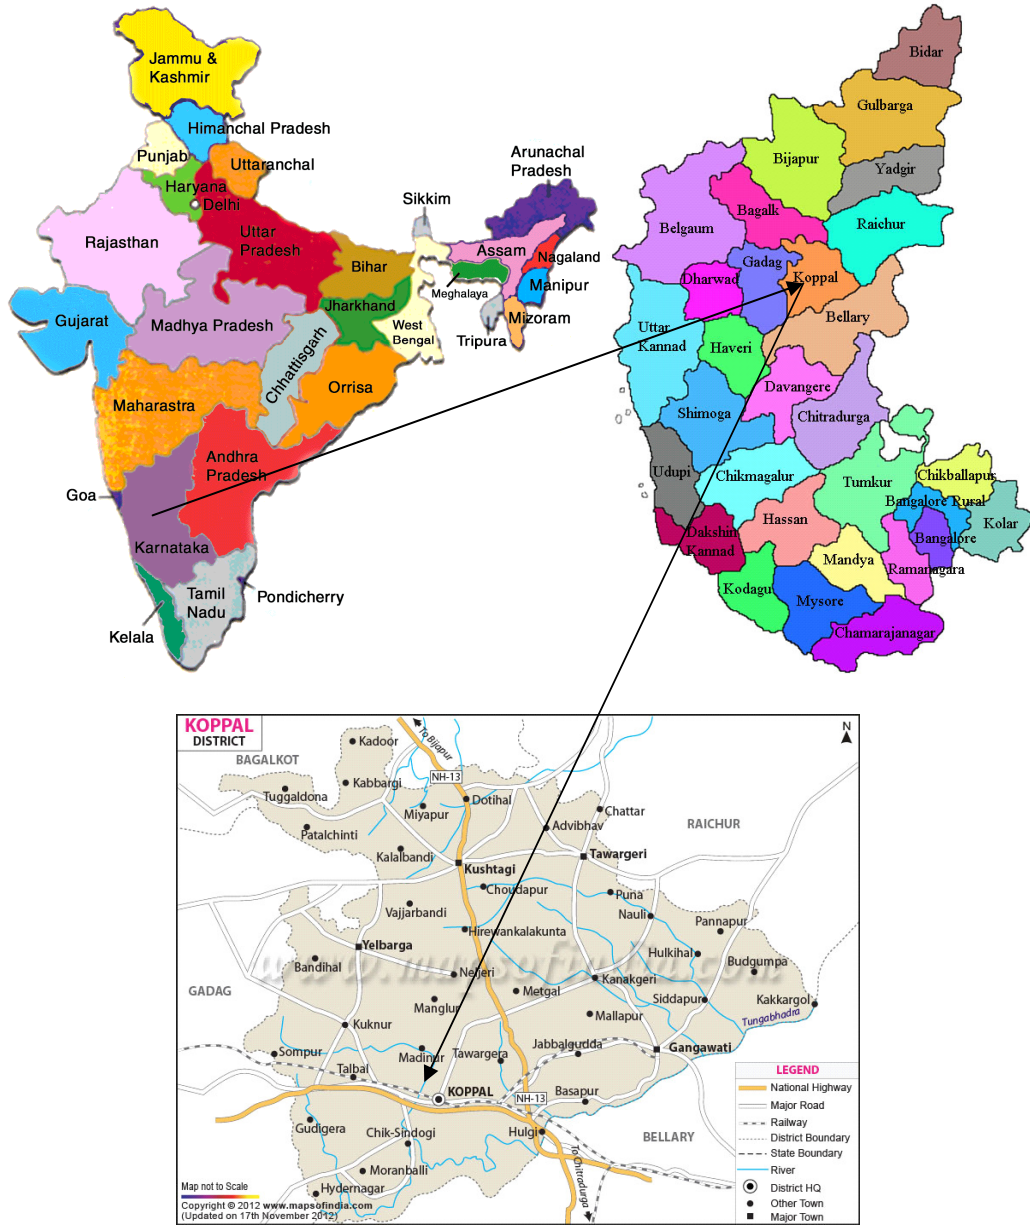 Jammu &
Kashmir
Himanchal Pradesh
Punjab
Uttaranchal
Haryana
Delhi
Arunachal
Pradesh
Sikkim
Rajasthan
Uttar
Pradesh
Assam
Nagaland
Bihar
Meghalaya
Manipur
Jharkhand
Gujarat
Madhya Pradesh
West
Bengal
Tripura
Mizoram
Chhattisgarh
Orrisa
Maharastra
Andhra
Pradesh
Goa
Karnataka
Tamil
Nadu
Pondicherry
Kelala
Bidar
Gulbarga
Bijapur
Yadgir
Bagalk
Raichur
Belgaum
Gadag
Koppal
Dharwad
Bellary
Uttar
Kannad
Haveri
Davangere
Shimoga
Chitradurga
Udupi
Chikmagalur
Tumkur
Chikballapur
Bangalore Rural
Hassan
Kolar
Dakshin
Kannad
Bangalore
Mandya
Ramanagara
Kodagu
Mysore
Chamarajanagar
KOPPAL
DISTRICT
To Bijapur
N
Kadoor
BAGALKOT
NH-13
Kabbargi
Tuggaldona
Dotihal
Miyapur
Chattar
Patalchinti
Advibhav
RAICHUR
Kalalbandi
Tawargeri
Kushtagi
Choudapur
Puna
Vajjarbandi
Nauli
Pannapur
Hirewankalakunta
Yelbarga
Hulkihal
Budgumpa
Bandihal
www.mapsofindia.com
Neljeri
Kanakgeri
GADAG
Metgal
Siddapur
Kakkargol
Manglur
Mallapur
Tungabhadra
Kuknur
Sompur
Madinur
Tawargera
Jabbalgudda
Gangawati
Talbal
KOPPAL
NH-13
Basapur
Gudigera
Chik-Sindogi
Hulgi
BELLARY
Moranballi
To Chitradurga
Hydernagar
LEGEND
National Highway
Major Road
Railway
District Boundary
State Boundary
River
District HQ
Other Town
Major Town
Map not to Scale
Copyright © 2012 www.mapsofindia.com
(Updated on 17th November 2012)